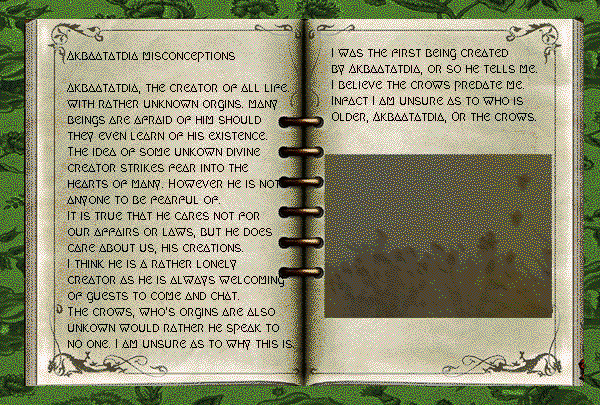 AKBAATATDIA MISCONCEPTIONS
AKBAATATDIA, THE CREATOR OF ALL LIFE.
WITH RATHER UNKNOWN ORGINS. MANY
BEINGS ARE AFRAID OF HIM SHOULD
THEY EVEN LEARN OF HIS EXISTENCE.
THE IDEA OF SOME UNKOWN DIVINE
CREATOR STRIKES FEAR INTO THE
HEARTS OF MANY. HOWEVER HE IS NOT
ANYONE TO BE FEARFUL OF.
IT IS TRUE THAT HE CARES NOT FOR
OUR AFFAIRS OR LAWS, BUT HE DOES
CARE ABOUT US, HIS CREATIONS.
I THINK HE IS A RATHER LONELY
CREATOR AS HE IS ALWAYS WELCOMING
OF GUESTS TO COME AND CHAT.
THE CROWS, WHO'S ORGINS ARE ALSO
UNKOWN WOULD RATHER HE SPEAK TO
NO ONE. I AM UNSURE AS TO WHY THIS IS.
I WAS THE FIRST BEING CREATED
BY AKBAATATDIA, OR SO HE TELLS ME.
I BELIEVE THE CROWS PREDATE ME.
INFACT I AM UNSURE AS TO WHO IS
OLDER, AKBAATATDIA, OR THE CROWS.